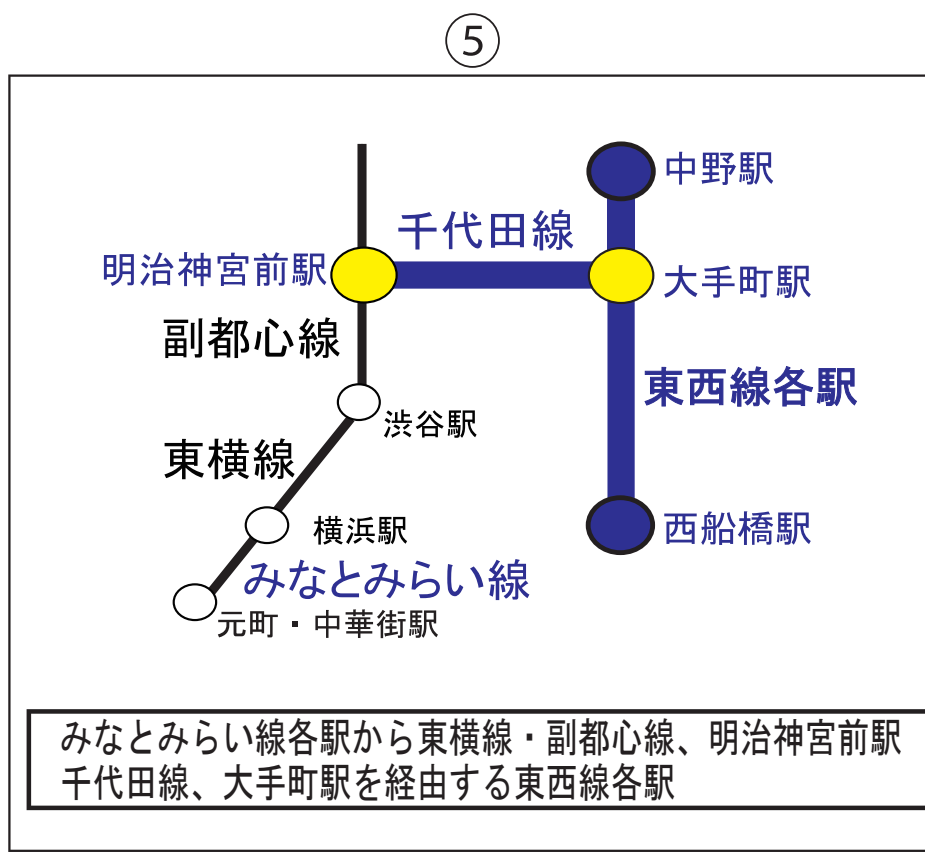 ⑤
中野駅
千代田線
明治神宮前駅
大手町駅
副都心線
東西線各駅
渋谷駅
東横線
横浜駅
西船橋駅
みなとみらい線
元町・中華街駅
みなとみらい線各駅から東横線・副都心線、明治神宮前駅
千代田線、大手町駅を経由する東西線各駅